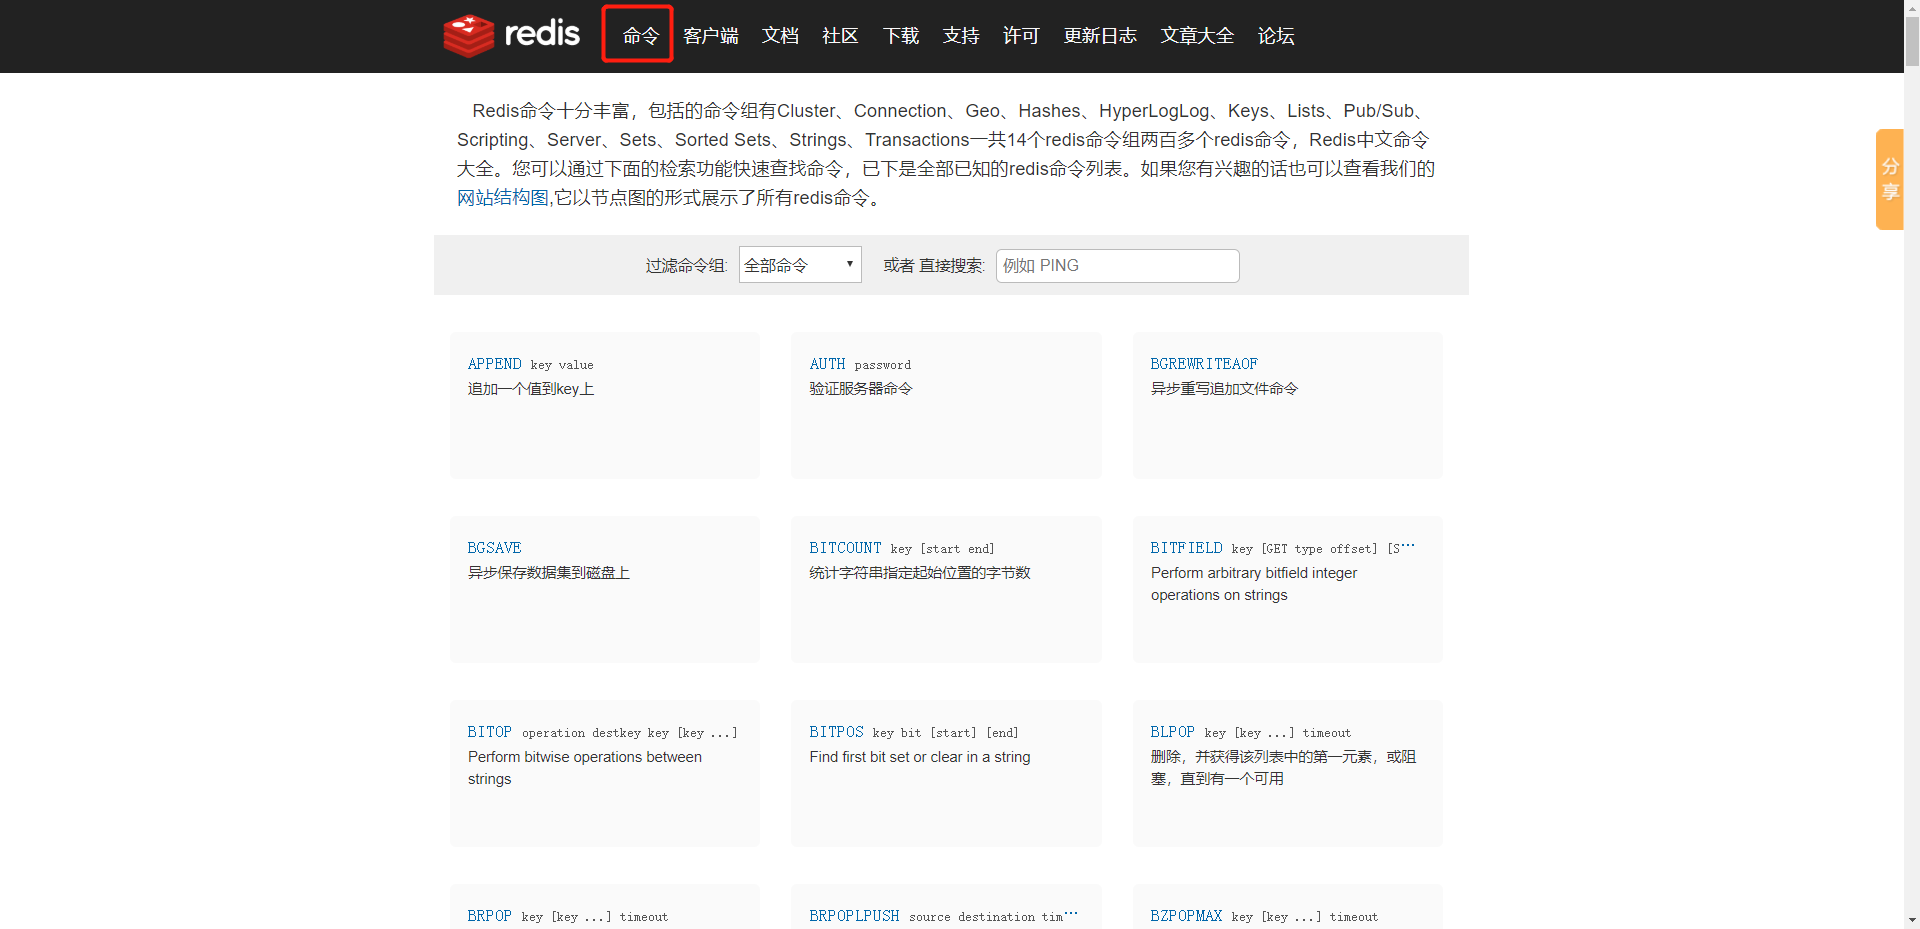 redis 命令 客户端 文档 社区 下载 支持 许可 更新日志 文章大全 论坛
Redis命令十分丰富，包括的命令组有Cluster、Connection、Geo、Hashes、HyperLogLog、Keys、Lists、Pub/Sub、
Scripting、Server、Sets、Sorted Sets、Strings、Transactions一共14个redis命令组两百多个redis命令，Redis中文命令
大全。您可以通过下面的检索功能快速查找命令，已下是全部已知的redis命令列表。如果您有兴趣的话也可以查看我们的
网站结构图,它以节点图的形式展示了所有redis命令。
分
享
过滤命令组: 全部命令 或者 直接搜索: 例如 PING
APPEND key value
追加一个值到key上
AUTH password
验证服务器命令
BGREWRITEAOF
异步重写追加文件命令
BGSAVE
异步保存数据集到磁盘上
BITCOUNT key [start end]
统计字符串指定起始位置的字节数
BITFIELD key [GET type offset] [S...
Perform arbitrary bitfield integer
operations on strings
BITOP operation destkey key [key ...]
Perform bitwise operations between
strings
BITPOS key bit [start] [end]
Find first bit set or clear in a string
BLPOP key [key ...] timeout
删除，并获得该列表中的第一元素，或阻
塞，直到有一个可用
BRPOP key [key ...] timeout
BRPOPLPUSH source destination tim...
BZPOPMAX key [key ...] timeout